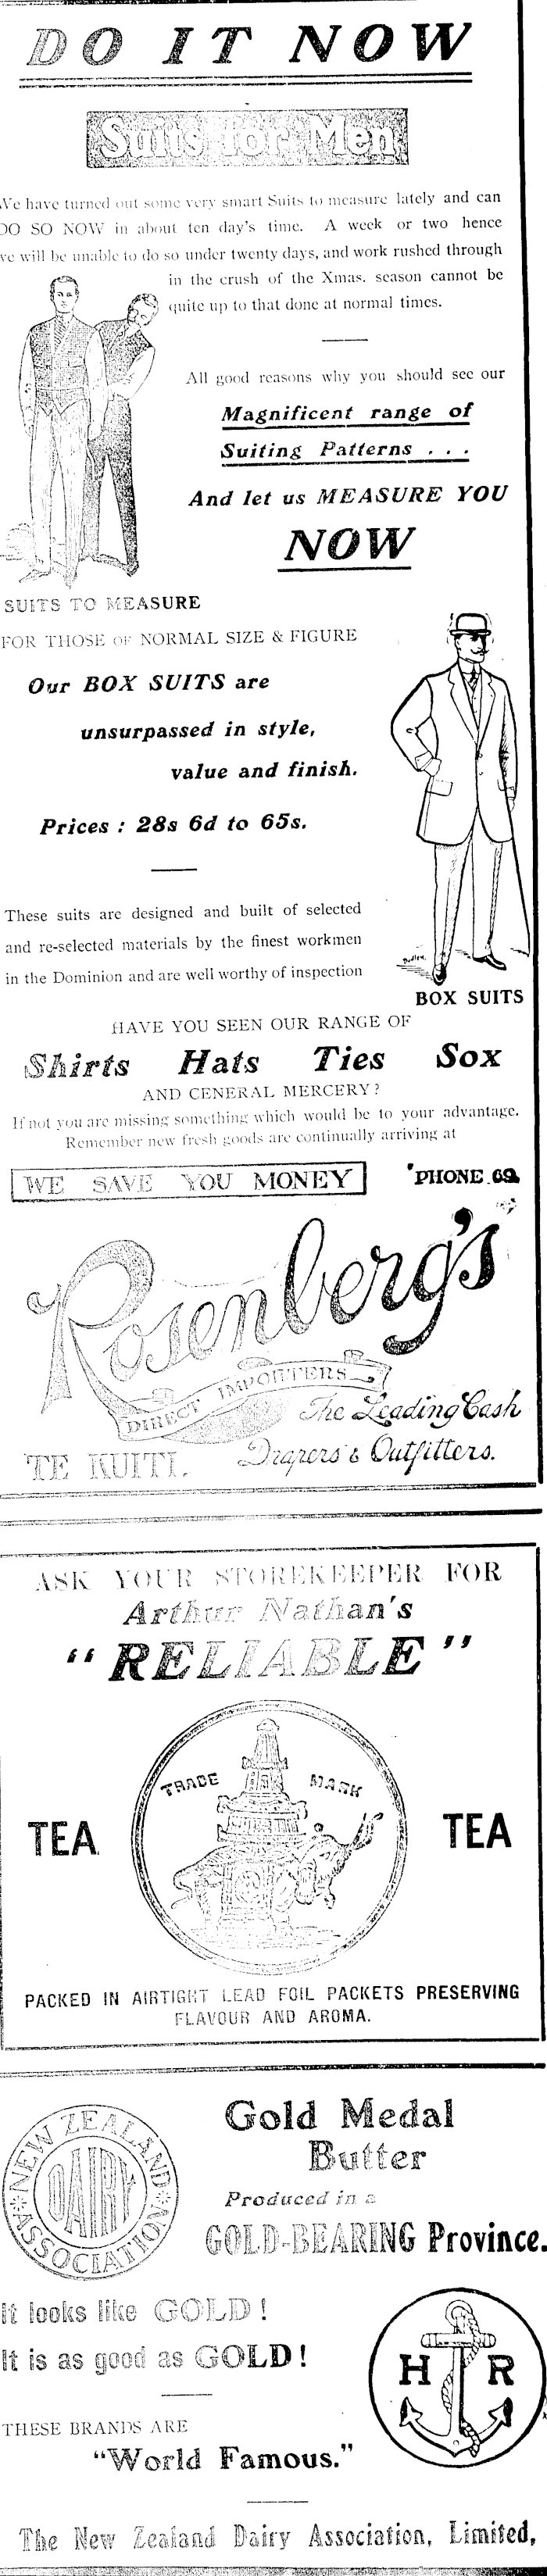 DO IT NOW
Suits for Men
We have turned out some very smart Suits to measure lately and can
DO SO NOW in about ten day's time. A week or two hence
we will be unable to do so under twenty days, and work rushed through
in the crush of the Xmas. season cannot be
quite up to that done at normal times.
All good reasons why you should see our
Magnificent range of
Suiting Patterns . . .
And let us MEASURE YOU
NOW
SUITS TO MEASURE
FOR THOSE OF NORMAL SIZE & FIGURE
Our BOX SUITS are
unsurpassed in style,
value and finish.
Prices : 28s 6d to 65s.
These suits are designed and built of selected
and re-selected materials by the finest workmen
in the Dominion and are well worthy of inspection
BOX SUITS
HAVE YOU SEEN OUR RANGE OF
Shirts Hats Ties Sox
AND GENERAL MERCERY?
If not you are missing something which would be to your advantage.
Remember new fresh goods are continually arriving at
WE SAVE YOU MONEY
'PHONE 69.
Rosenberg's
DIRECT IMPORTERS
The Leading Cash
TE KUITI.
Drapers & Outfitters.
ASK YOUR STOREKEEPER FOR
Arthur Nathan's
"RELIABLE"
TRADE MARK
TEA TEA
PACKED IN AIRTIGHT LEAD FOIL PACKETS PRESERVING
FLAVOUR AND AROMA.
NEW ZEALAND
DAIRY
ASSOCIATION
Gold Medal
Butter
Produced in a
GOLD-BEARING Province.
It looks like GOLD !
It is as good as GOLD !
H R
THESE BRANDS ARE
"World Famous."
The New Zealand Dairy Association, Limited,